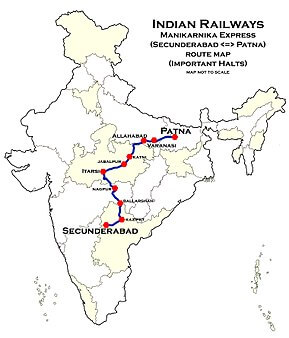 Indian Railways
Manikarnika Express
(Secunderabad <=> Patna)
route map
(Important Halts)
map not to scale
Patna
Allahabad
Varanasi
Katni
Jabalpur
Itarsi
Nagpur
Ballarshah
Kazipet
Secunderabad